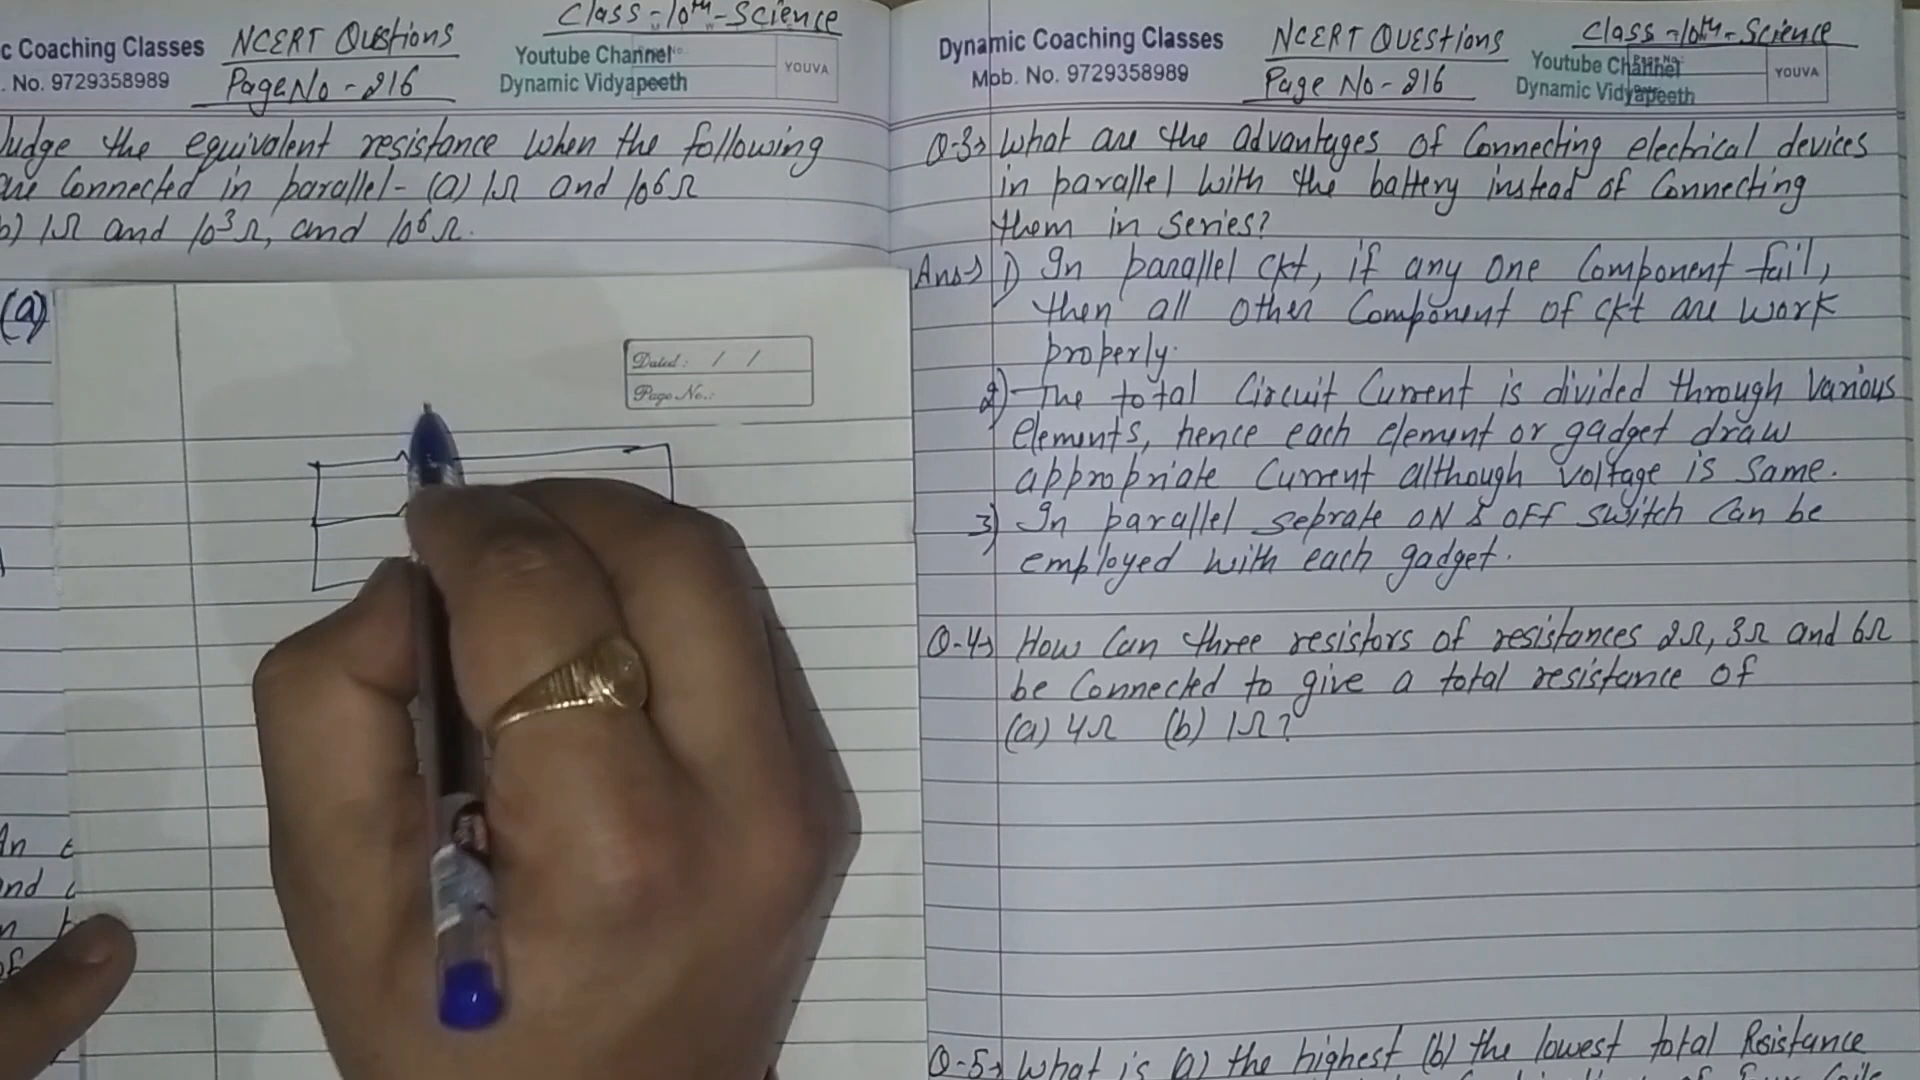 c Coaching Classes
. No. 9729358989
NCERT Questions
Page No - 216
Class - 10th - Science
Youtube Channel
Dynamic Vidyapeeth
YOUVA
Judge the equivalent resistance when the following
are Connected in parallel - (a) 1Ω and 10⁶Ω
b) 1Ω and 10³Ω, and 10⁶Ω.
(a)
Dated: / /
Page No.:
An
nd
n
of
Dynamic Coaching Classes
Mob. No. 9729358989
NCERT QUESTIONS
Page No - 216
Class - 10th - Science
Youtube Channel
Dynamic Vidyapeeth
YOUVA
Q-3→ What are the advantages of Connecting electrical devices
in parallel with the battery instead of Connecting
them in Series?
Ans→ 1) In parallel ckt, if any one Component fail,
then all other Component of ckt are work
properly.
2) The total Circuit Current is divided through Various
Elements, hence each element or gadget draw
appropriate Current although voltage is Same.
3) In parallel seprate ON & OFF switch Can be
employed with each gadget.
Q-4→ How Can three resistors of resistances 2Ω, 3Ω and 6Ω
be Connected to give a total resistance of
(a) 4Ω (b) 1Ω?
Q-5→ What is (a) the highest (b) the lowest total Resistance